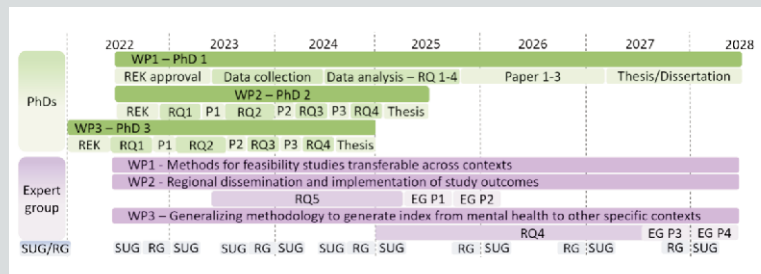 2022 2023 2024 2025 2026 2027 2028
WP1 – PhD 1
REK approval Data collection Data analysis – RQ 1-4 Paper 1-3 Thesis/Dissertation
WP2 – PhD 2
PhDs
REK RQ1 P1 RQ2 P2 RQ3 P3 RQ4 Thesis
WP3 – PhD 3
REK RQ1 P1 RQ2 P2 RQ3 P3 RQ4 Thesis
WP1 - Methods for feasibility studies transferable across contexts
WP2 - Regional dissemination and implementation of study outcomes
Expert
group
RQ5 EG P1 EG P2
WP3 – Generalizing methodology to generate index from mental health to other specific contexts
RQ4 EG P3 EG P4
SUG/RG SUG RG SUG SUG RG SUG SUG RG SUG RG SUG RG SUG RG SUG